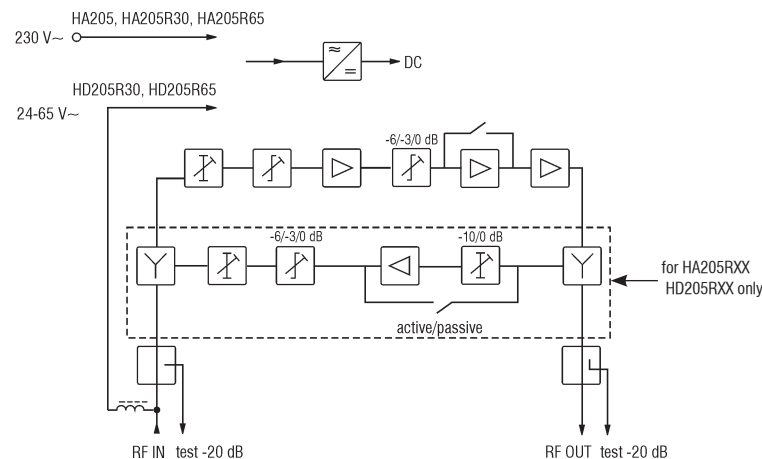 HA205, HA205R30, HA205R65
230 V~
DC
HD205R30, HD205R65
24-65 V~
-6/-3/0 dB
-6/-3/0 dB
-10/0 dB
for HA205RXX
HD205RXX only
active/passive
RF IN test -20 dB
RF OUT test -20 dB